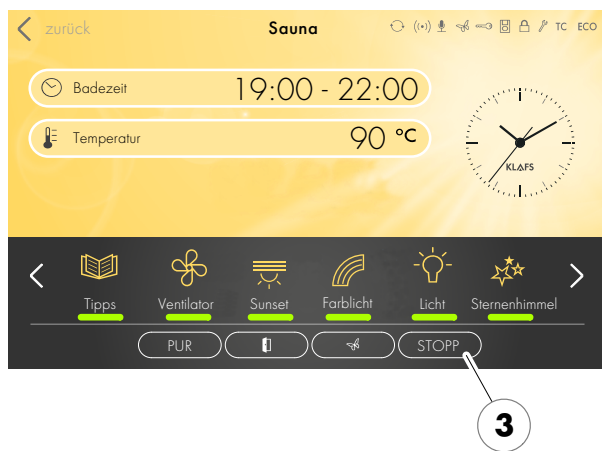 zurück Sauna TC ECO
Badezeit 19:00 - 22:00
Temperatur 90 °C
KLAFS
Tipps Ventilator Sunset Farblicht Licht Sternenhimmel
PUR STOPP
3